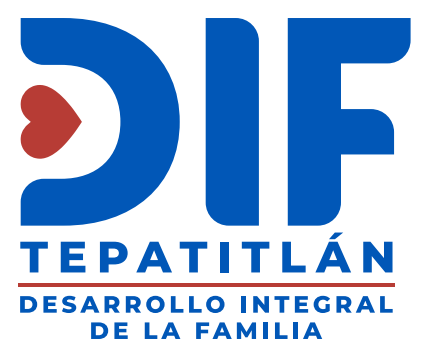 DIF
TEPATITLÁN
DESARROLLO INTEGRAL
DE LA FAMILIA